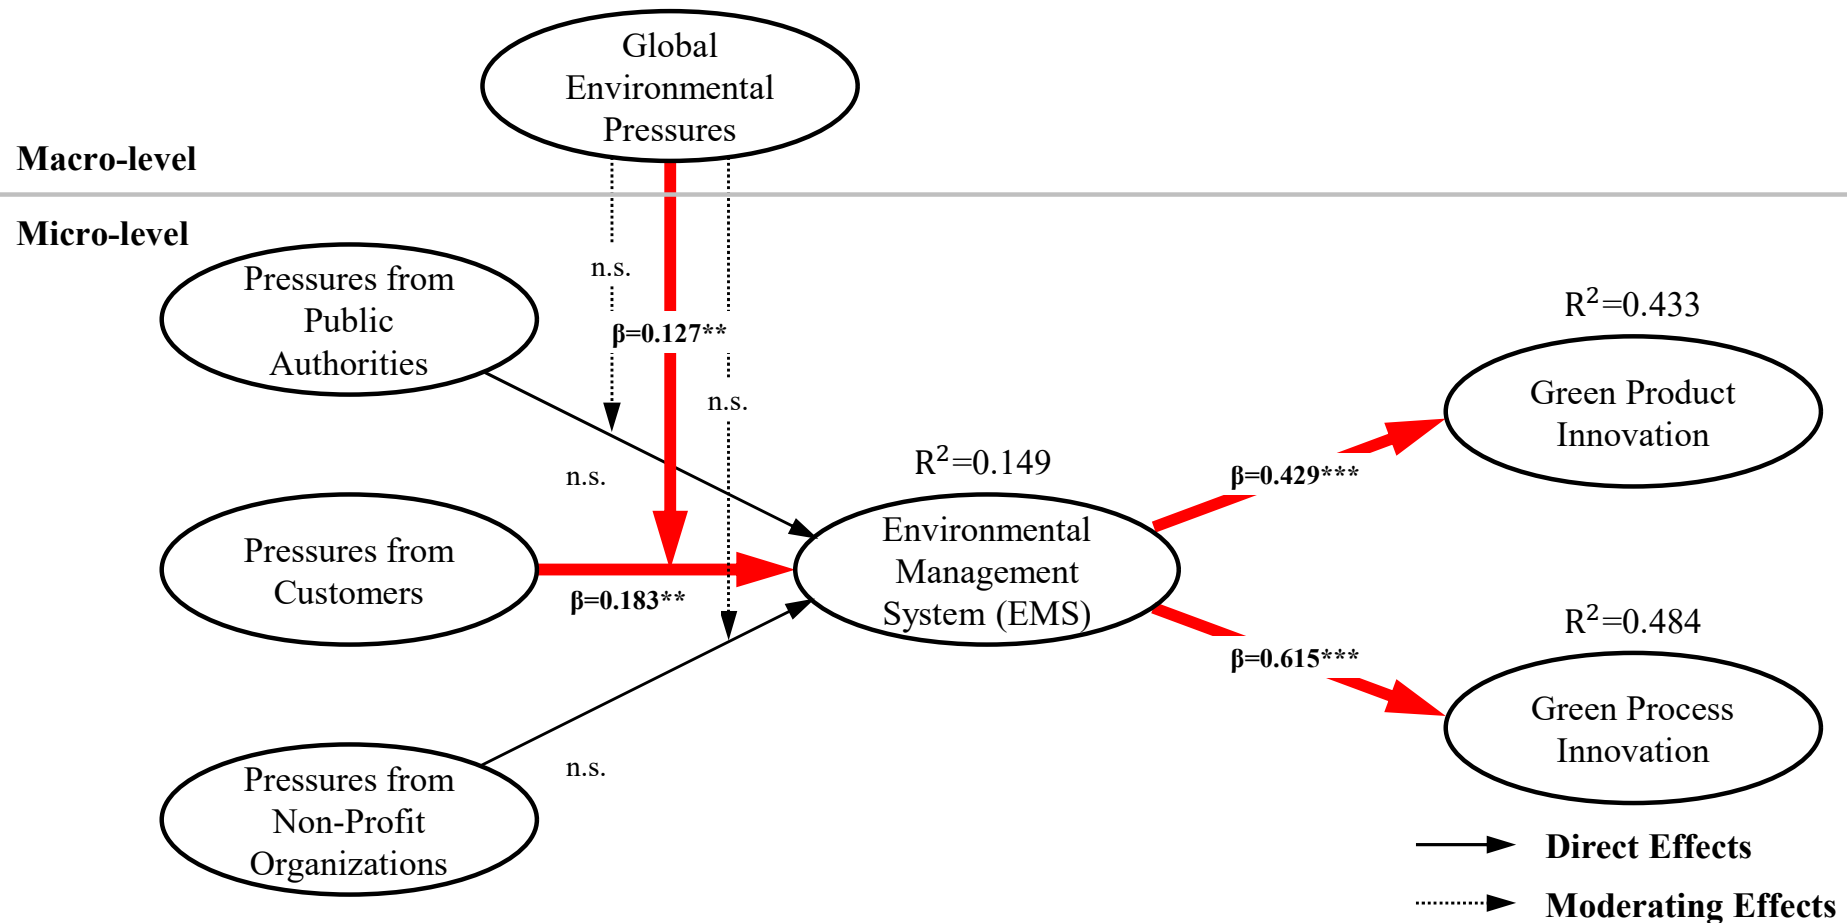 Global
Environmental
Pressures
Macro-level
Micro-level
n.s.
Pressures from
Public
Authorities
β=0.127**
n.s.
n.s.
R²=0.433
Green Product
Innovation
R²=0.149
β=0.429***
Pressures from
Customers
β=0.183**
Environmental
Management
System (EMS)
R²=0.484
β=0.615***
Green Process
Innovation
n.s.
Pressures from
Non-Profit
Organizations
Direct Effects
Moderating Effects